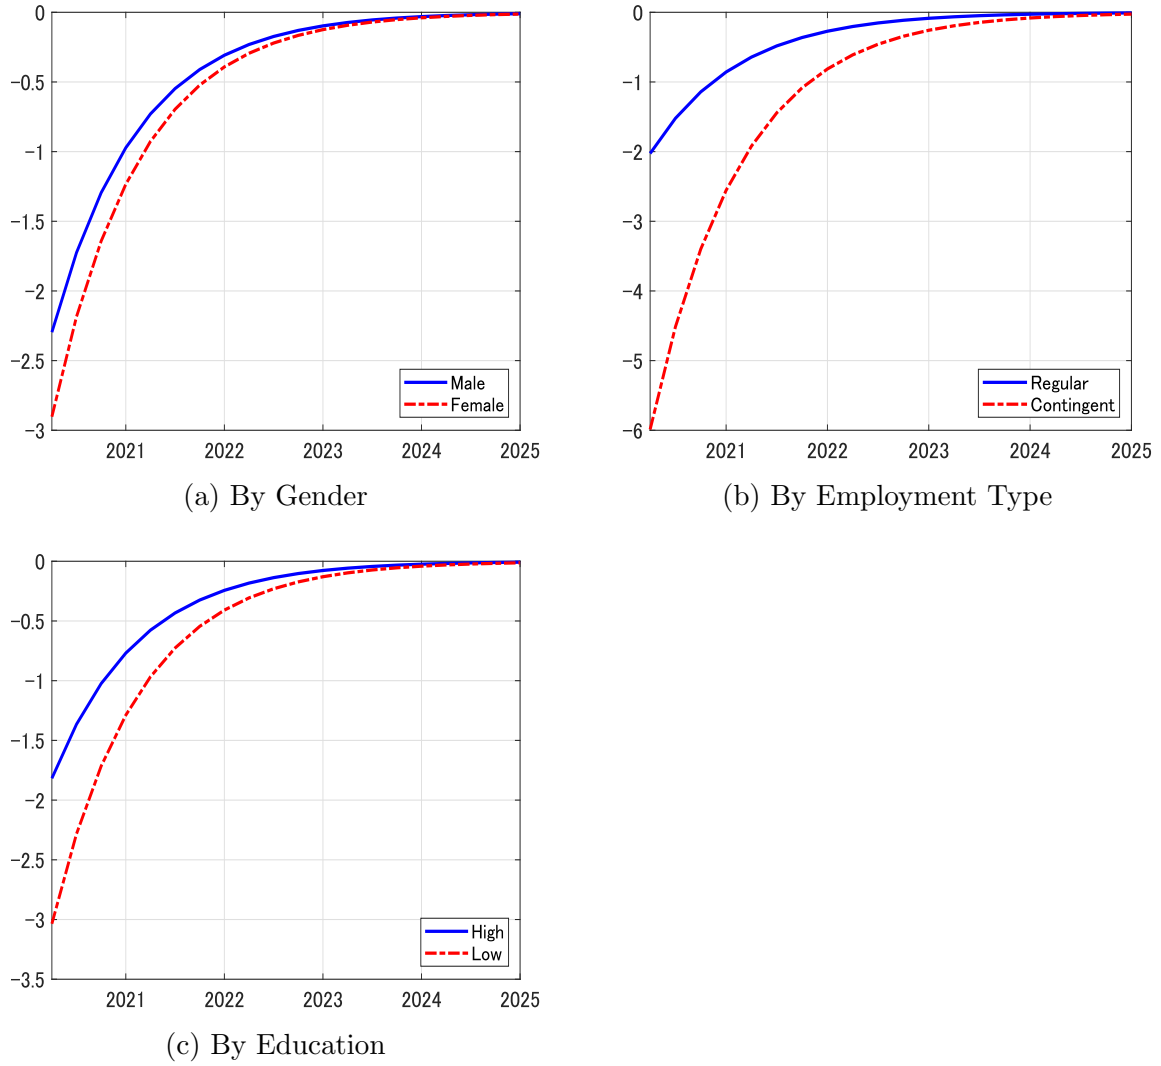 0
−0.5
−1
−1.5
−2
−2.5
−3
Male
Female
2021 2022 2023 2024 2025
(a) By Gender
0
−1
−2
−3
−4
−5
−6
Regular
Contingent
2021 2022 2023 2024 2025
(b) By Employment Type
0
−0.5
−1
−1.5
−2
−2.5
−3
−3.5
High
Low
2021 2022 2023 2024 2025
(c) By Education